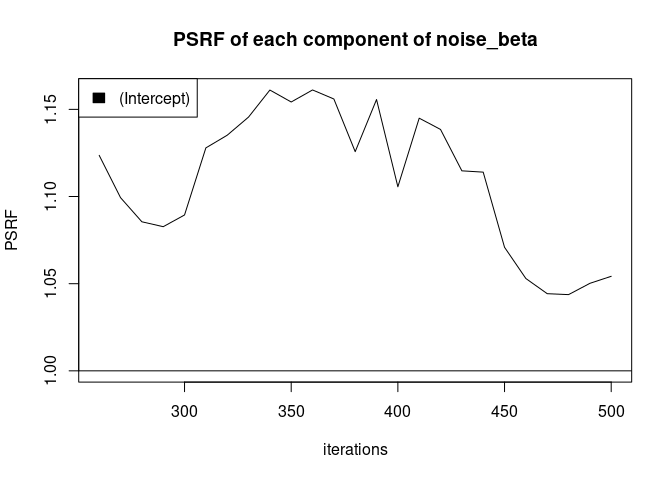 PSRF of each component of noise_beta
(Intercept)
PSRF
1.15
1.10
1.05
1.00
300 350 400 450 500
iterations